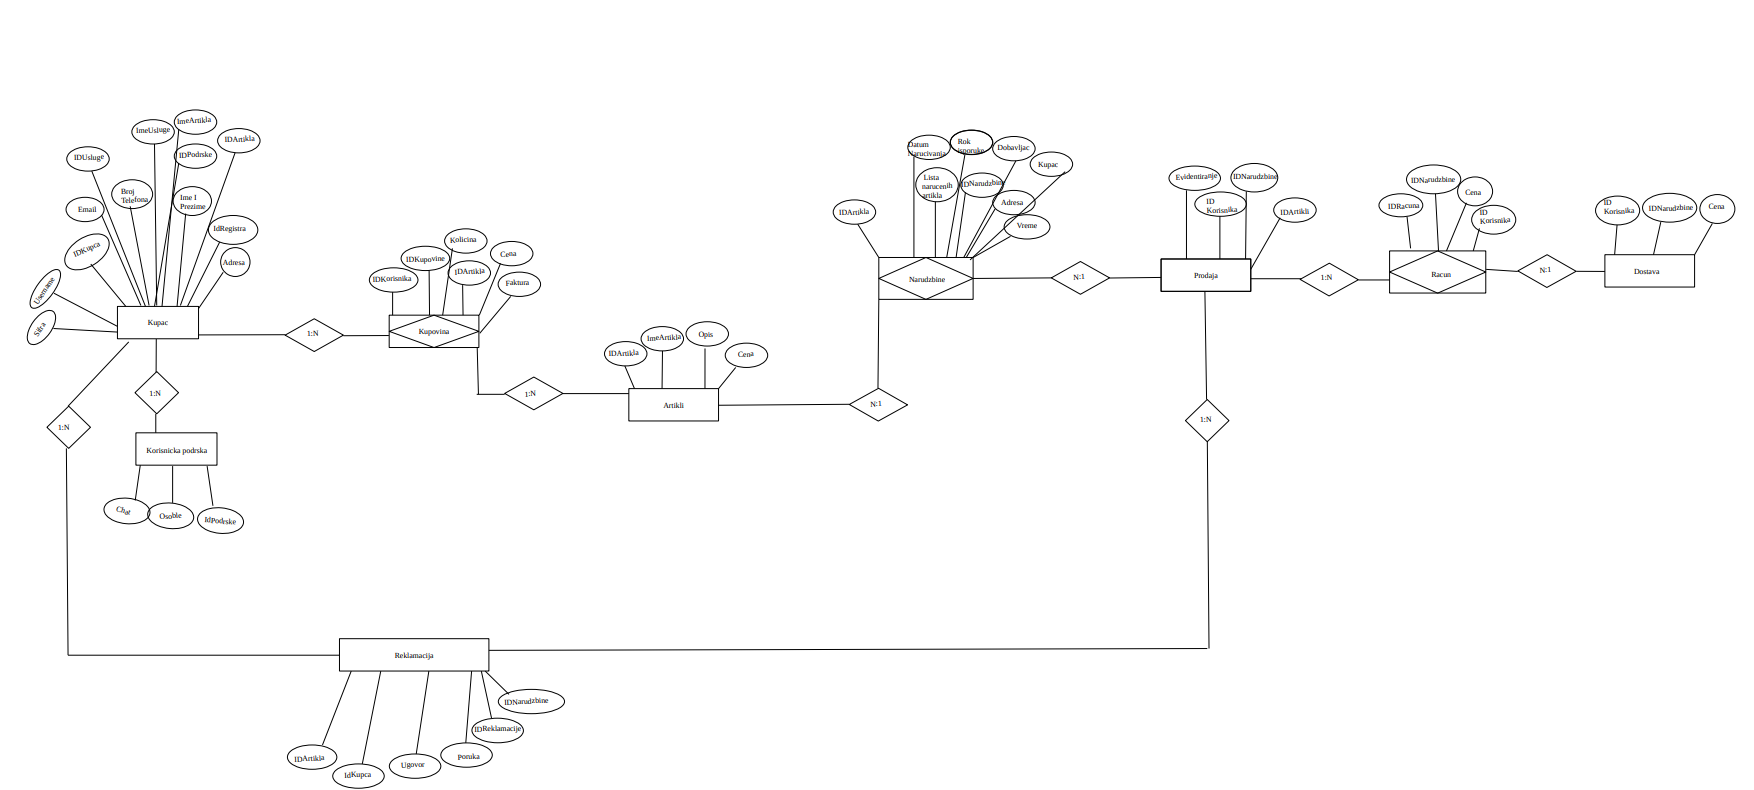 ImeUsluge
ImeArtikla
IDArtikla
IDUsluge
IDPodrske
Broj
Telefona
Ime I
Prezime
Email
IdRegistra
IDKupca
Adresa
Username
Sifra
Kupac
1:N
IDKorisnika
IDKupovine
Kolicina
IDArtikla
Cena
Faktura
Kupovina
1:N
1:N
1:N
Korisnicka podrska
Chat
Osoble
IdPodrske
IDArtikla
ImeArtikla
Opis
Cena
Artikli
N:1
Datum
Narucivanja
Rok
isporuke
Dobavljac
Kupac
Lista
narucenih
artikla
IDNarudzbine
Adresa
Vreme
IDArtikla
Narudzbine
N:1
Evidentiranje
ID
Korisnika
IDNarudzbine
IDArtikli
Prodaja
1:N
IDRacuna
IDNarudzbine
Cena
ID
Korisnika
Racun
N:1
ID
Korisnika
IDNarudzbine
Cena
Dostava
1:N
Reklamacija
IDNarudzbine
IDReklamacije
Poruka
Ugovor
IdKupca
IDArtikla